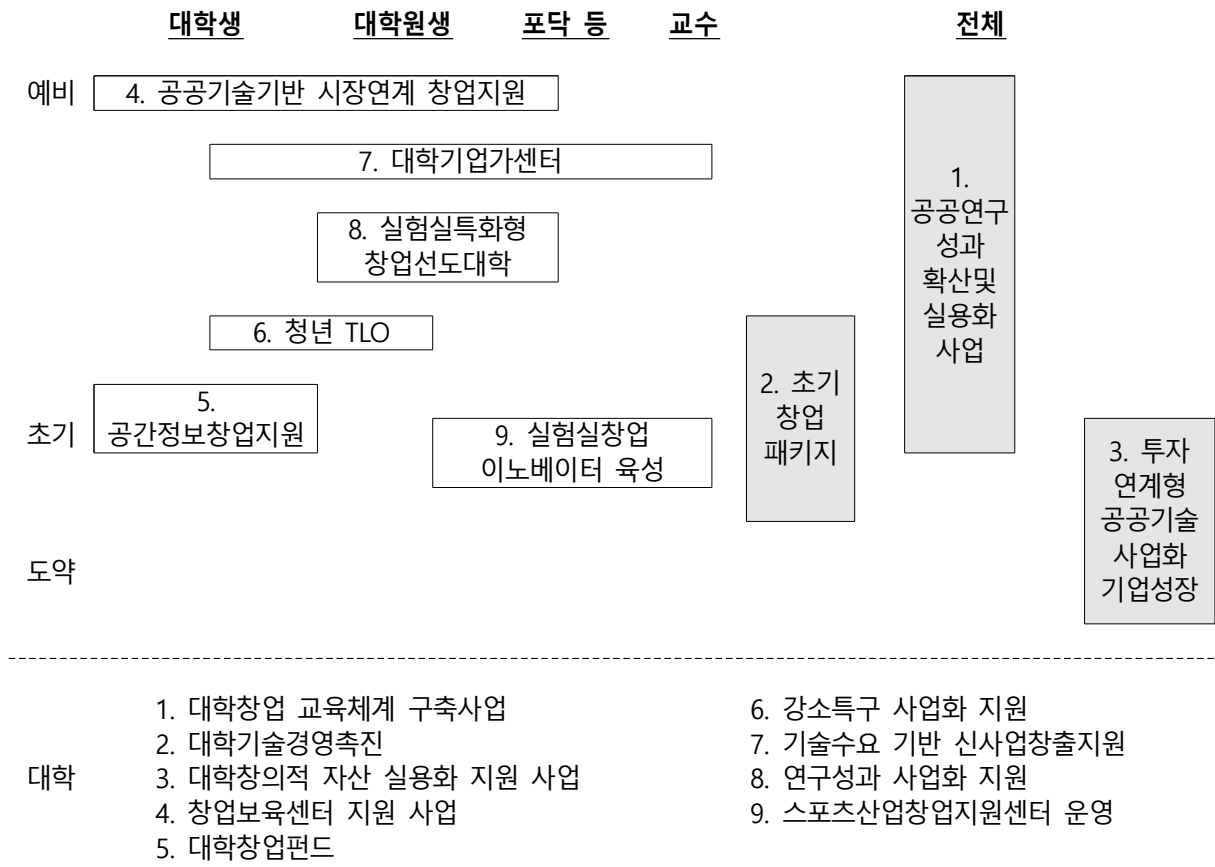 대학생 대학원생 포닥 등 교수 전체
예비
4. 공공기술기반 시장연계 창업지원
7. 대학기업가센터
8. 실험실특화형
창업선도대학
6. 청년 TLO
초기
5.
공간정보창업지원
9. 실험실창업
이노베이터 육성
2. 초기
창업
패키지
1.
공공연구
성과
확산및
실용화
사업
3. 투자
연계형
공공기술
사업화
기업성장
도약
대학
1. 대학창업 교육체계 구축사업
2. 대학기술경영촉진
3. 대학창의적 자산 실용화 지원 사업
4. 창업보육센터 지원 사업
5. 대학창업펀드
6. 강소특구 사업화 지원
7. 기술수요 기반 신사업창출지원
8. 연구성과 사업화 지원
9. 스포츠산업창업지원센터 운영